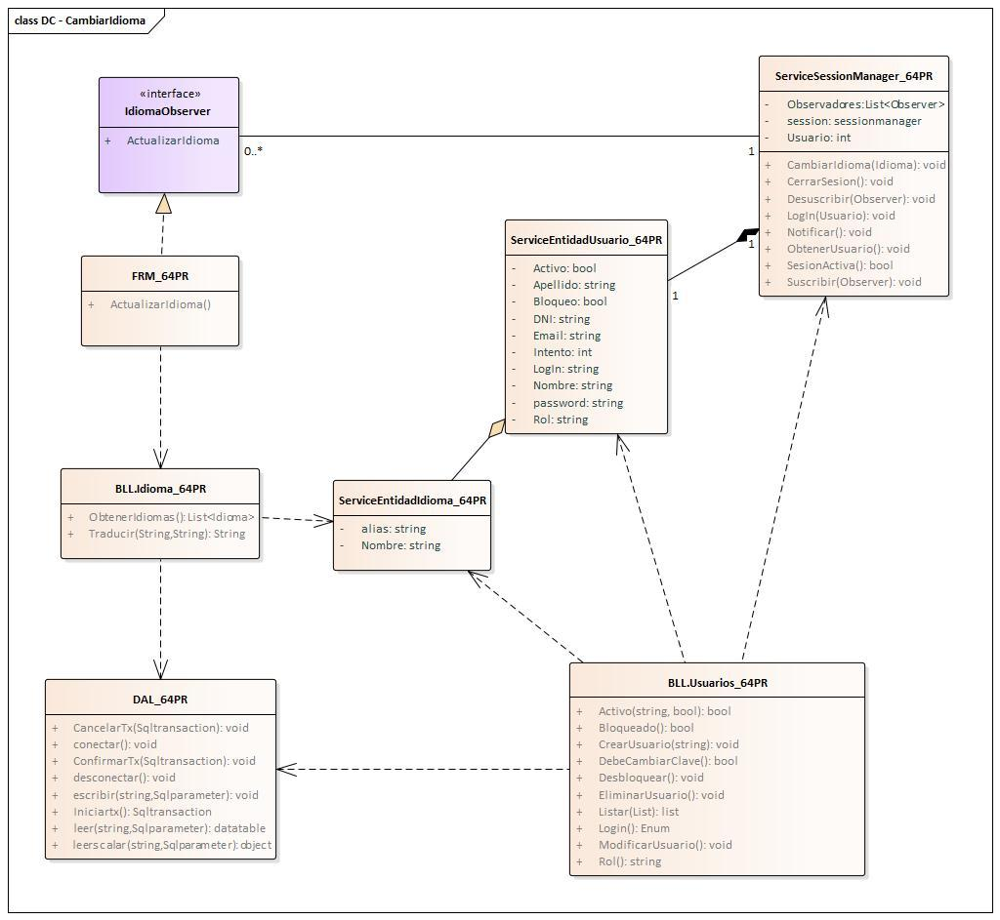 class DC - CambiarIdioma
«interface»
IdiomaObserver
+ ActualizarIdioma
0..*
1
ServiceSessionManager_64PR
- Observadores:List<Observer>
- session: sessionmanager
- Usuario: int
+ CambiarIdioma(Idioma): void
+ CerrarSesion(): void
+ Desuscribir(Observer): void
+ LogIn(Usuario): void
+ Notificar(): void
+ ObtenerUsuario(): void
+ SesionActiva(): bool
+ Suscribir(Observer): void
1
1
ServiceEntidadUsuario_64PR
- Activo: bool
- Apellido: string
- Bloqueo: bool
- DNI: string
- Email: string
- Intento: int
- LogIn: string
- Nombre: string
- password: string
- Rol: string
FRM_64PR
+ ActualizarIdioma()
BLL.Idioma_64PR
+ ObtenerIdiomas():List<Idioma>
+ Traducir(String,String): String
ServiceEntidadIdioma_64PR
- alias: string
- Nombre: string
DAL_64PR
+ CancelarTx(Sqltransaction): void
+ conectar(): void
+ ConfirmarTx(Sqltransaction): void
+ desconectar(): void
+ escribir(string,Sqlparameter): void
+ Iniciartx(): Sqltransaction
+ leer(string,Sqlparameter): datatable
+ leerscalar(string,Sqlparameter): object
BLL.Usuarios_64PR
+ Activo(string, bool): bool
+ Bloqueado(): bool
+ CrearUsuario(string): void
+ DebeCambiarClave(): bool
+ Desbloquear(): void
+ EliminarUsuario(): void
+ Listar(List): list
+ Login(): Enum
+ ModificarUsuario(): void
+ Rol(): string